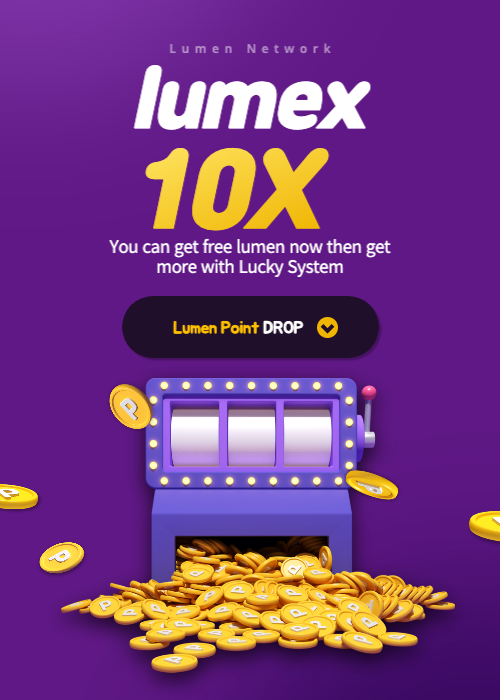 Lumen Network
lumex
10X
You can get free lumen now then get
more with Lucky System
Lumen Point DROP
P
P
P
P